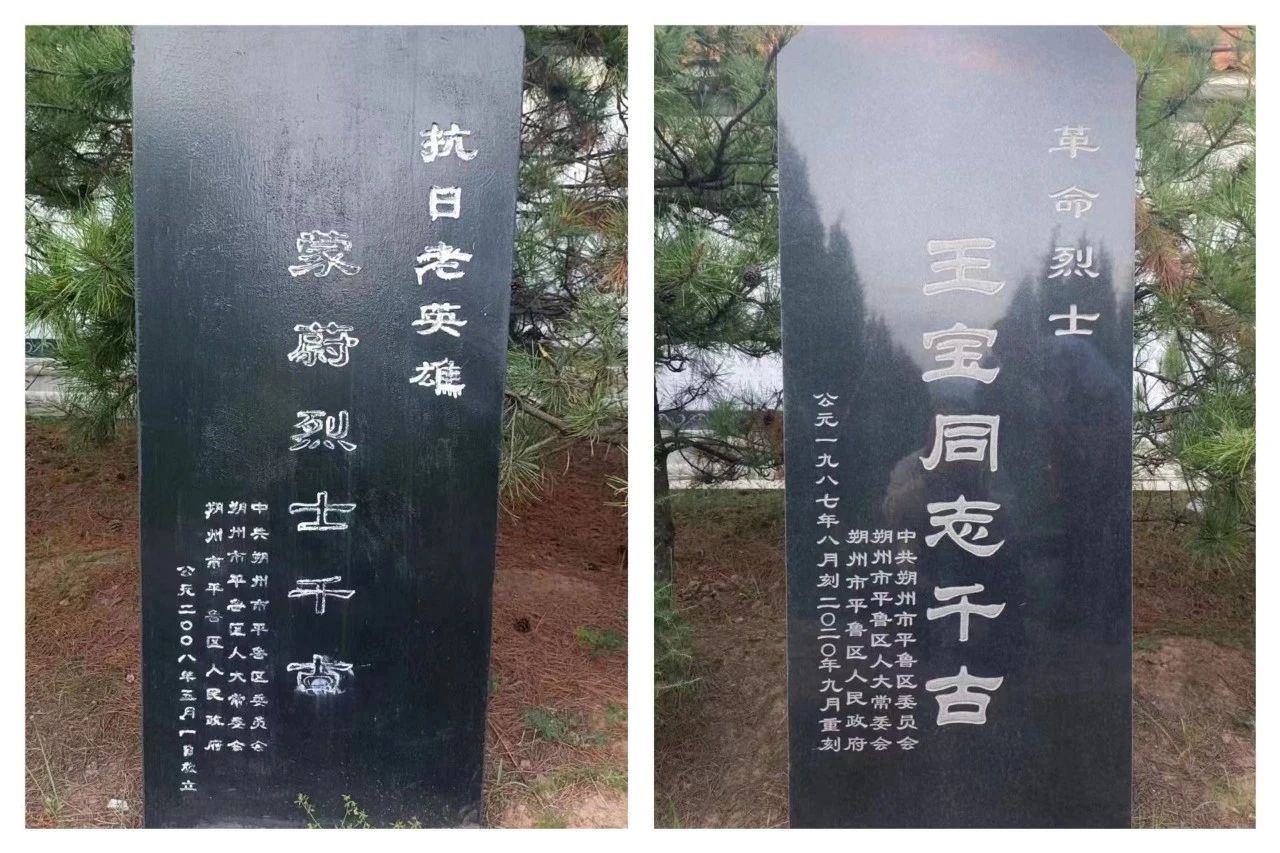 抗日老英雄
蒙蔚烈士千古
中共朔州市平鲁区委员会
朔州市平鲁区人大常委会
朔州市平鲁区人民政府
公元二〇〇八年五月一日敬立
革命烈士
王宝同志千古
中共朔州市平鲁区委员会
朔州市平鲁区人大常委会
朔州市平鲁区人民政府
公元一九八七年八月刻 二〇二〇年九月重刻